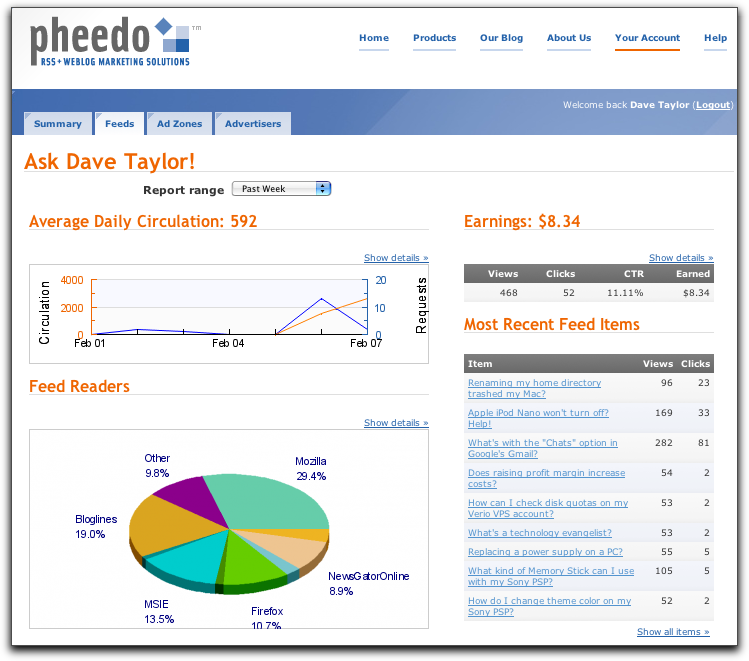 pheedo™
RSS + WEBLOG MARKETING SOLUTIONS
Home Products Our Blog About Us Your Account Help
Welcome back Dave Taylor (Logout)
Summary Feeds Ad Zones Advertisers
Ask Dave Taylor!
Report range Past Week
Average Daily Circulation: 592
Show details »
4000
2000
0
Circulation
20
10
0
Requests
Feb 01 Feb 04 Feb 07
Feed Readers
Show details »
Other
9.8%
Mozilla
29.4%
Bloglines
19.0%
NewsGatorOnline
8.9%
MSIE
13.5%
Firefox
10.7%
Earnings: $8.34
Show details »
Views Clicks CTR Earned
468 52 11.11% $8.34
Most Recent Feed Items
Item Views Clicks
Renaming my home directory 96 23
trashed my Mac?
Apple iPod Nano won't turn off? 169 33
Help!
What's with the "Chats" option in 282 81
Google's Gmail?
Does raising profit margin increase 54 2
costs?
How can I check disk quotas on my 53 2
Verio VPS account?
What's a technology evangelist? 53 2
Replacing a power supply on a PC? 55 5
What kind of Memory Stick can I use 105 5
with my Sony PSP?
How do I change theme color on my 52 2
Sony PSP?
Show all items »